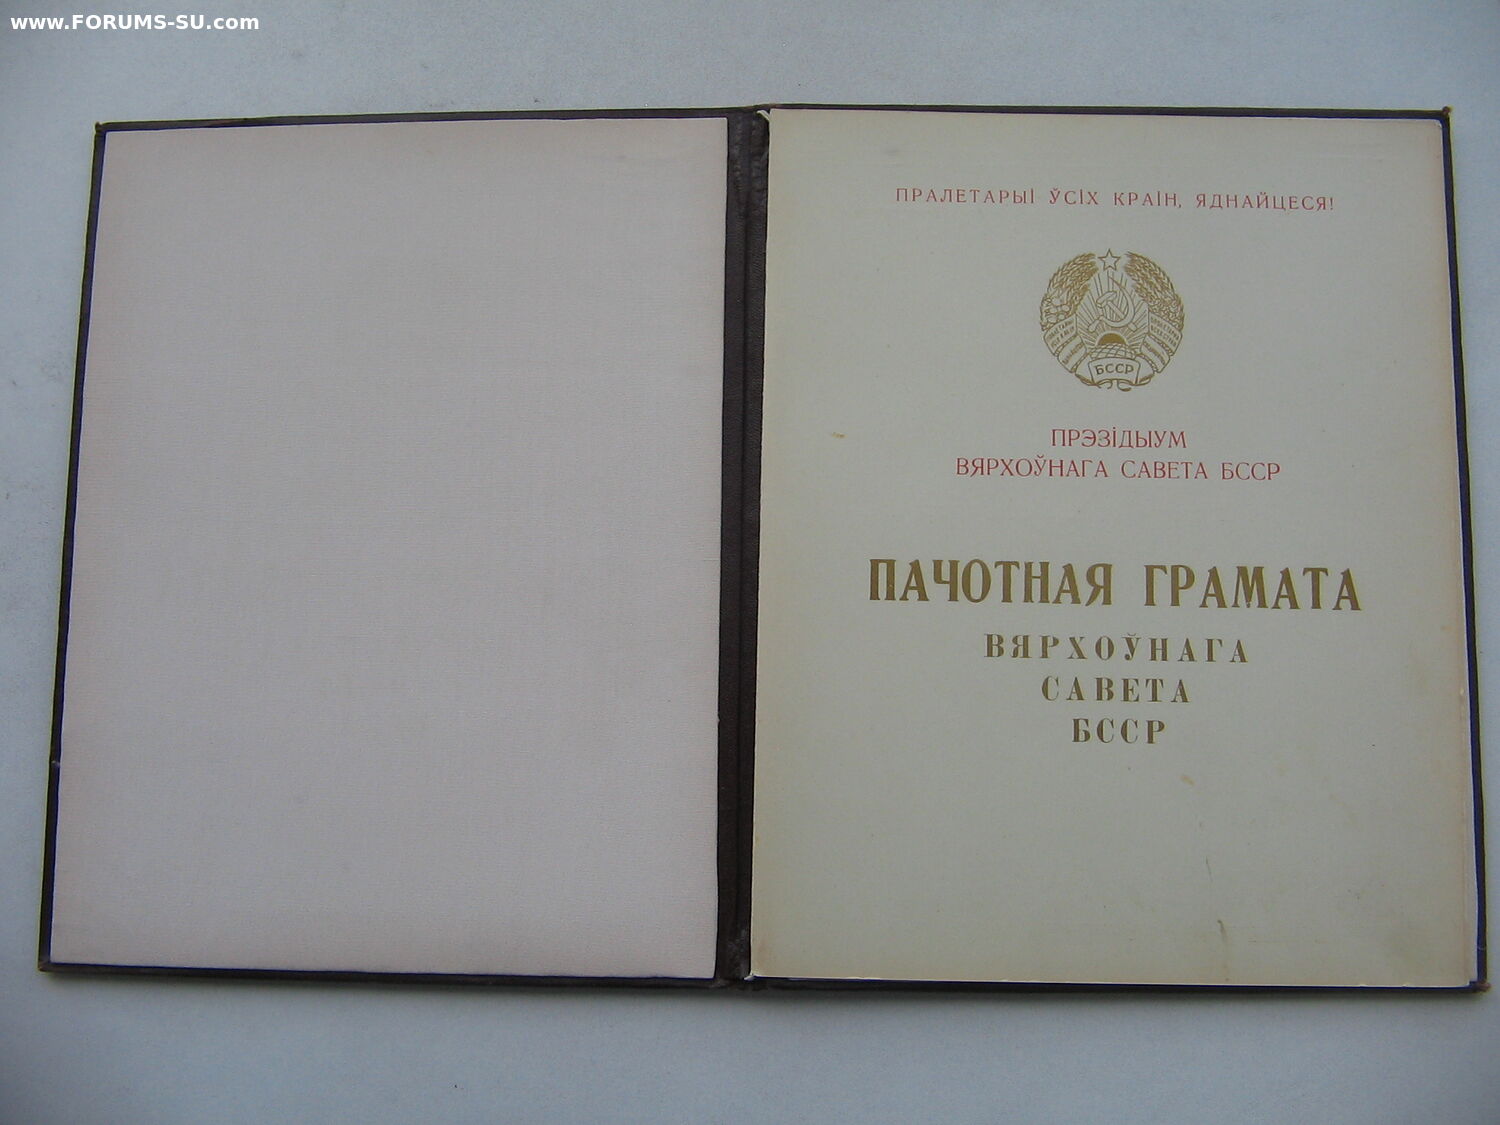 www.FORUMS-SU.com
ПРАЛЕТАРЫІ ЎСІХ КРАІН, ЯДНАЙЦЕСЯ!
БССР
ПРЭЗІДЫУМ
ВЯРХОЎНАГА САВЕТА БССР
ПАЧОТНАЯ ГРАМАТА
ВЯРХОЎНАГА
САВЕТА
БССР